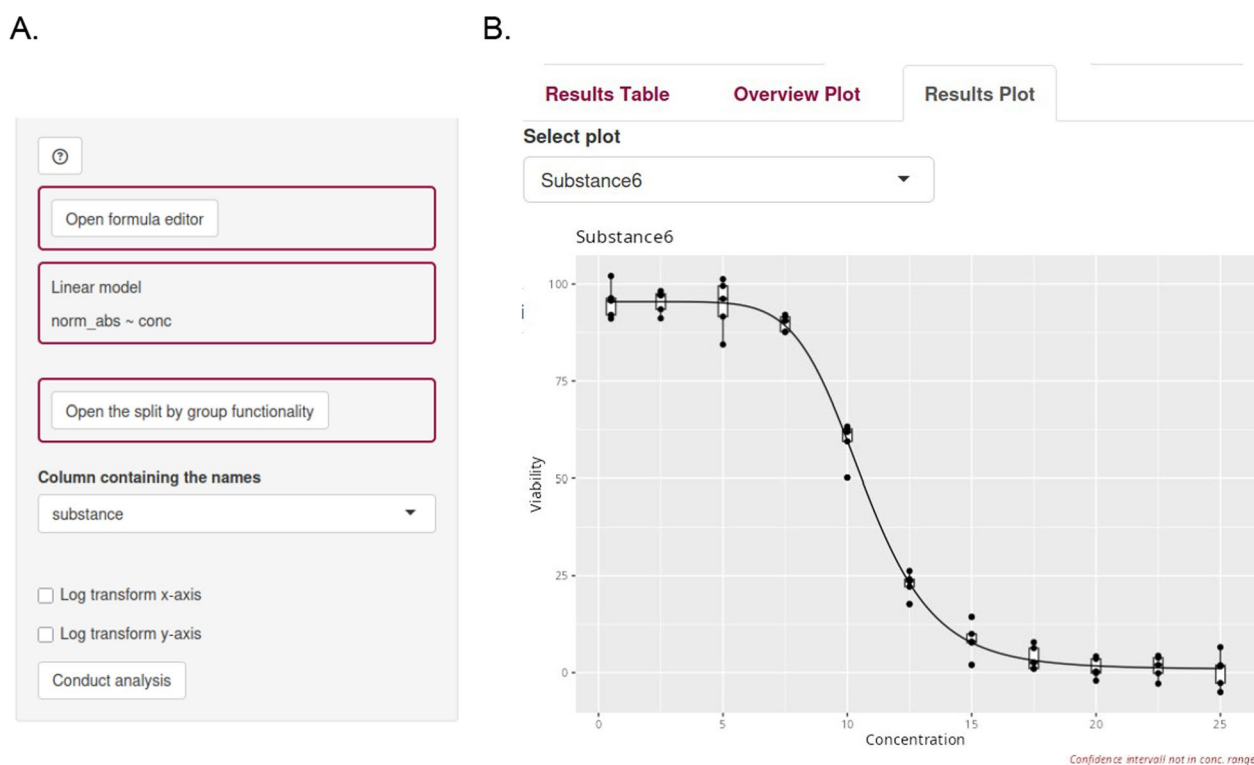 A.
Open formula editor
Linear model
norm_abs ~ conc
Open the split by group functionality
Column containing the names
substance
Log transform x-axis
Log transform y-axis
Conduct analysis
B.
Results Table
Overview Plot
Results Plot
Select plot
Substance6
Substance6
100
75
50
25
0
Viability
0
5
10
15
20
25
Concentration
Confidence intervall not in conc. range